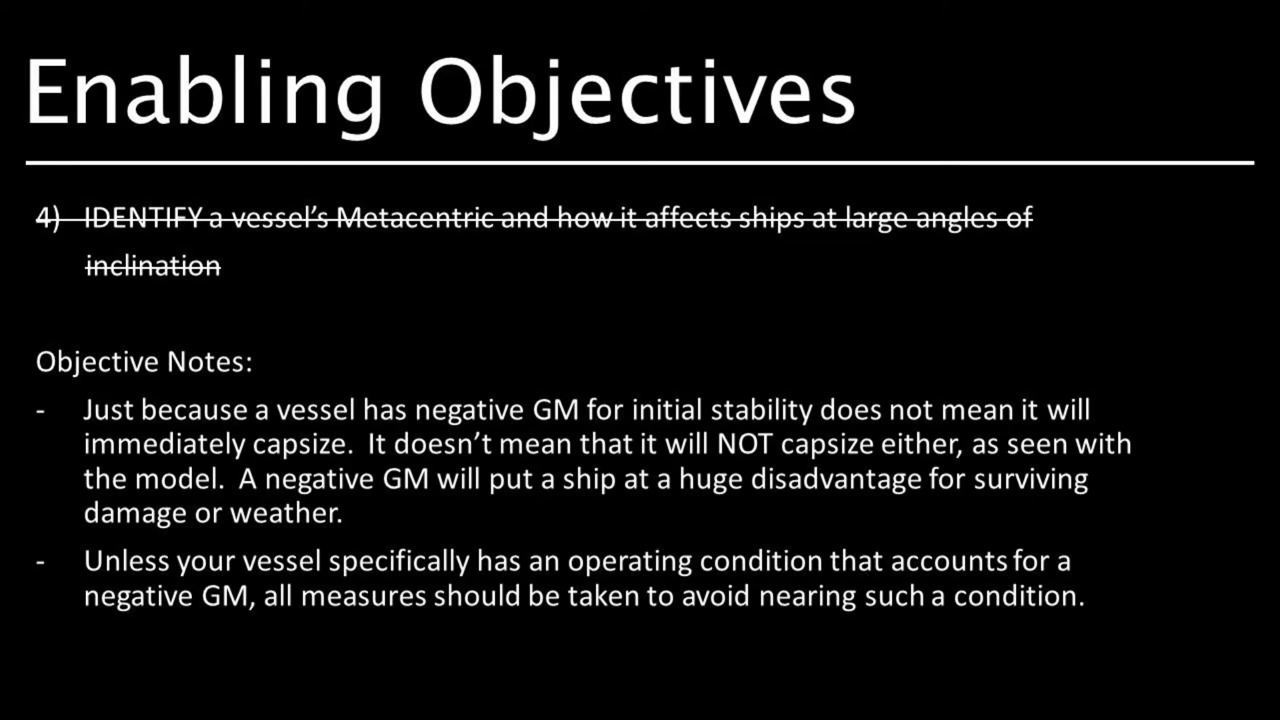 Enabling Objectives
4) IDENTIFY a vessel's Metacentric and how it affects ships at large angles of
inclination
Objective Notes:
- Just because a vessel has negative GM for initial stability does not mean it will
immediately capsize.  It doesn't mean that it will NOT capsize either, as seen with
the model.  A negative GM will put a ship at a huge disadvantage for surviving
damage or weather.
- Unless your vessel specifically has an operating condition that accounts for a
negative GM, all measures should be taken to avoid nearing such a condition.